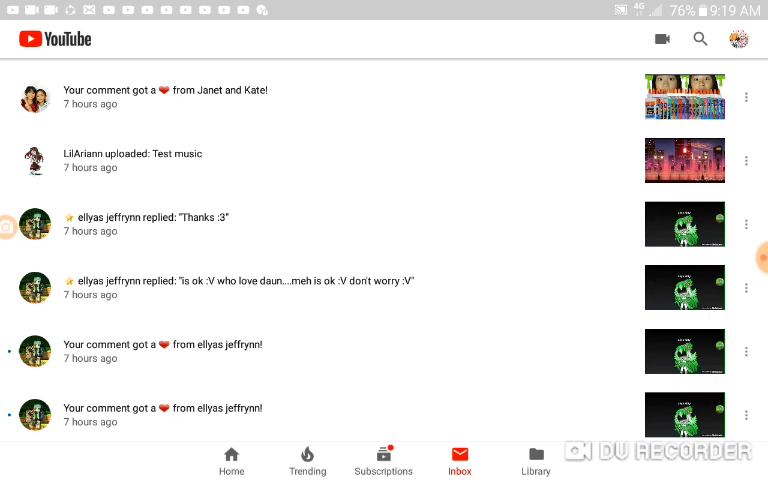 4G 76% 9:19 AM
YouTube
Your comment got a ❤ from Janet and Kate!
7 hours ago
LilAriann uploaded: Test music
7 hours ago
⭐ ellyas jeffrynn replied: "Thanks :3"
7 hours ago
⭐ ellyas jeffrynn replied: "is ok :V who love daun....meh is ok :V don't worry :V"
7 hours ago
Your comment got a ❤ from ellyas jeffrynn!
7 hours ago
Your comment got a ❤ from ellyas jeffrynn!
7 hours ago
Home Trending Subscriptions Inbox Library
DU RECORDER